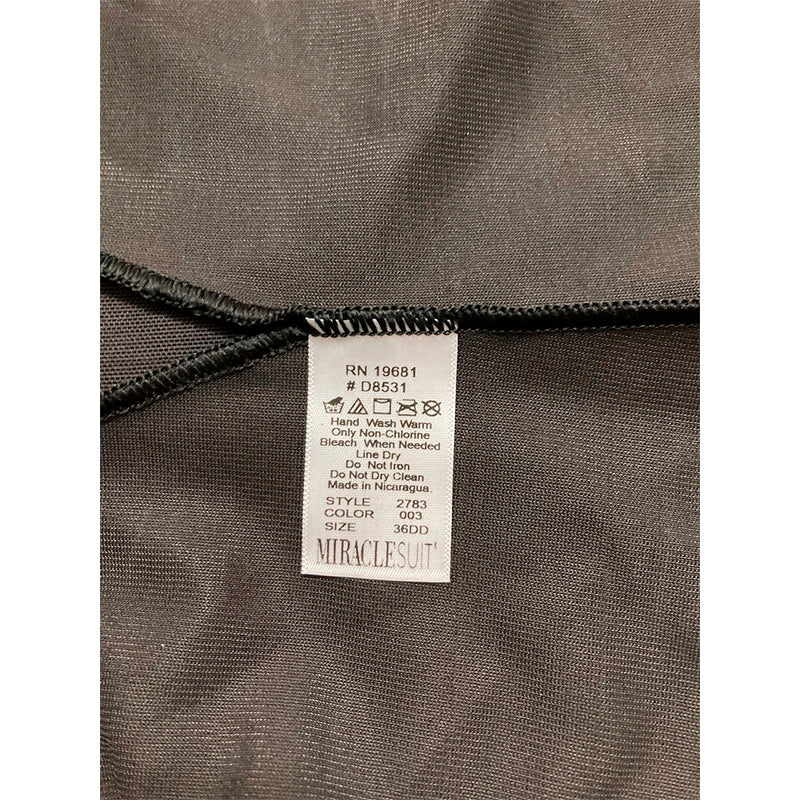 RN 19681
# D8531
Hand Wash Warm
Only Non-Chlorine
Bleach When Needed
Line Dry
Do Not Iron
Do Not Dry Clean
Made in Nicaragua.
STYLE 2783
COLOR 003
SIZE 36DD
MIRACLESUIT